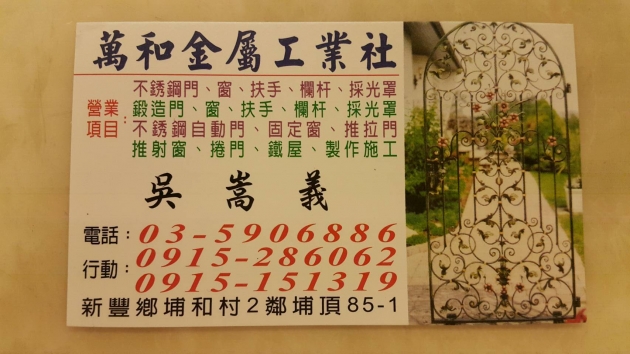 萬和金屬工業社
營業項目：
不銹鋼門、窗、扶手、欄杆、採光罩
鍛造門、窗、扶手、欄杆、採光罩
不銹鋼自動門、固定窗、推拉門
推射窗、捲門、鐵屋、製作施工
吳嵩義
電話：03-5906886
行動：0915-286062
0915-151319
新豐鄉埔和村2鄰埔頂85-1